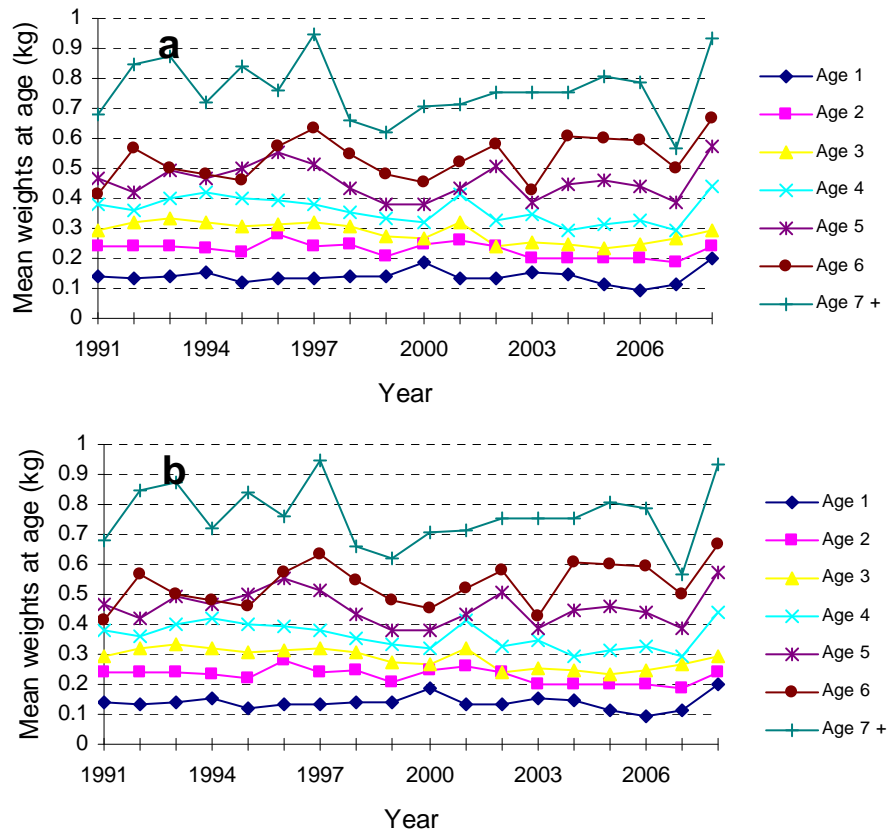 a
Mean weights at age (kg)
1
0.9
0.8
0.7
0.6
0.5
0.4
0.3
0.2
0.1
0
1991 1994 1997 2000 2003 2006
Year
Age 1
Age 2
Age 3
Age 4
Age 5
Age 6
Age 7 +
b
Mean weights at age (kg)
1
0.9
0.8
0.7
0.6
0.5
0.4
0.3
0.2
0.1
0
1991 1994 1997 2000 2003 2006
Year
Age 1
Age 2
Age 3
Age 4
Age 5
Age 6
Age 7 +